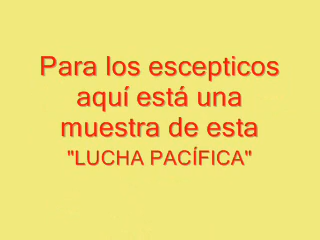 Para los escepticos
aquí está una
muestra de esta
"LUCHA PACÍFICA"